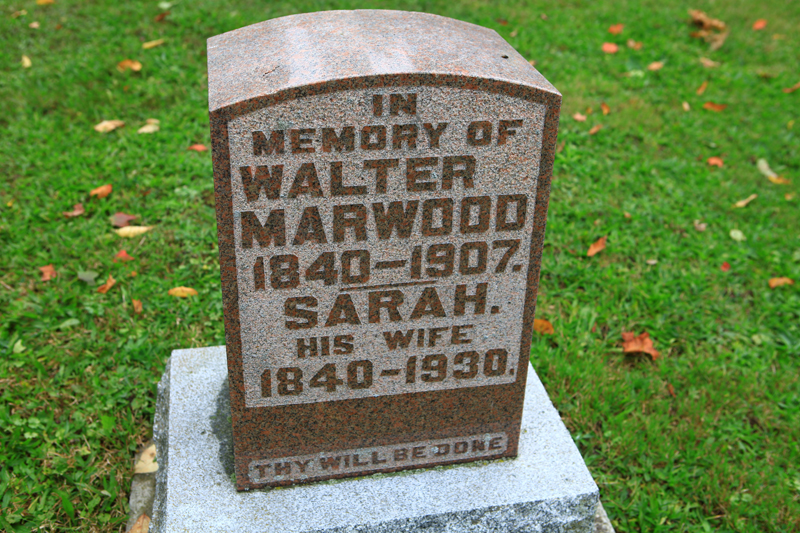 IN
MEMORY OF
WALTER
MARWOOD
1840-1907.
SARAH.
HIS WIFE
1840-1930.
THY WILL BE DONE